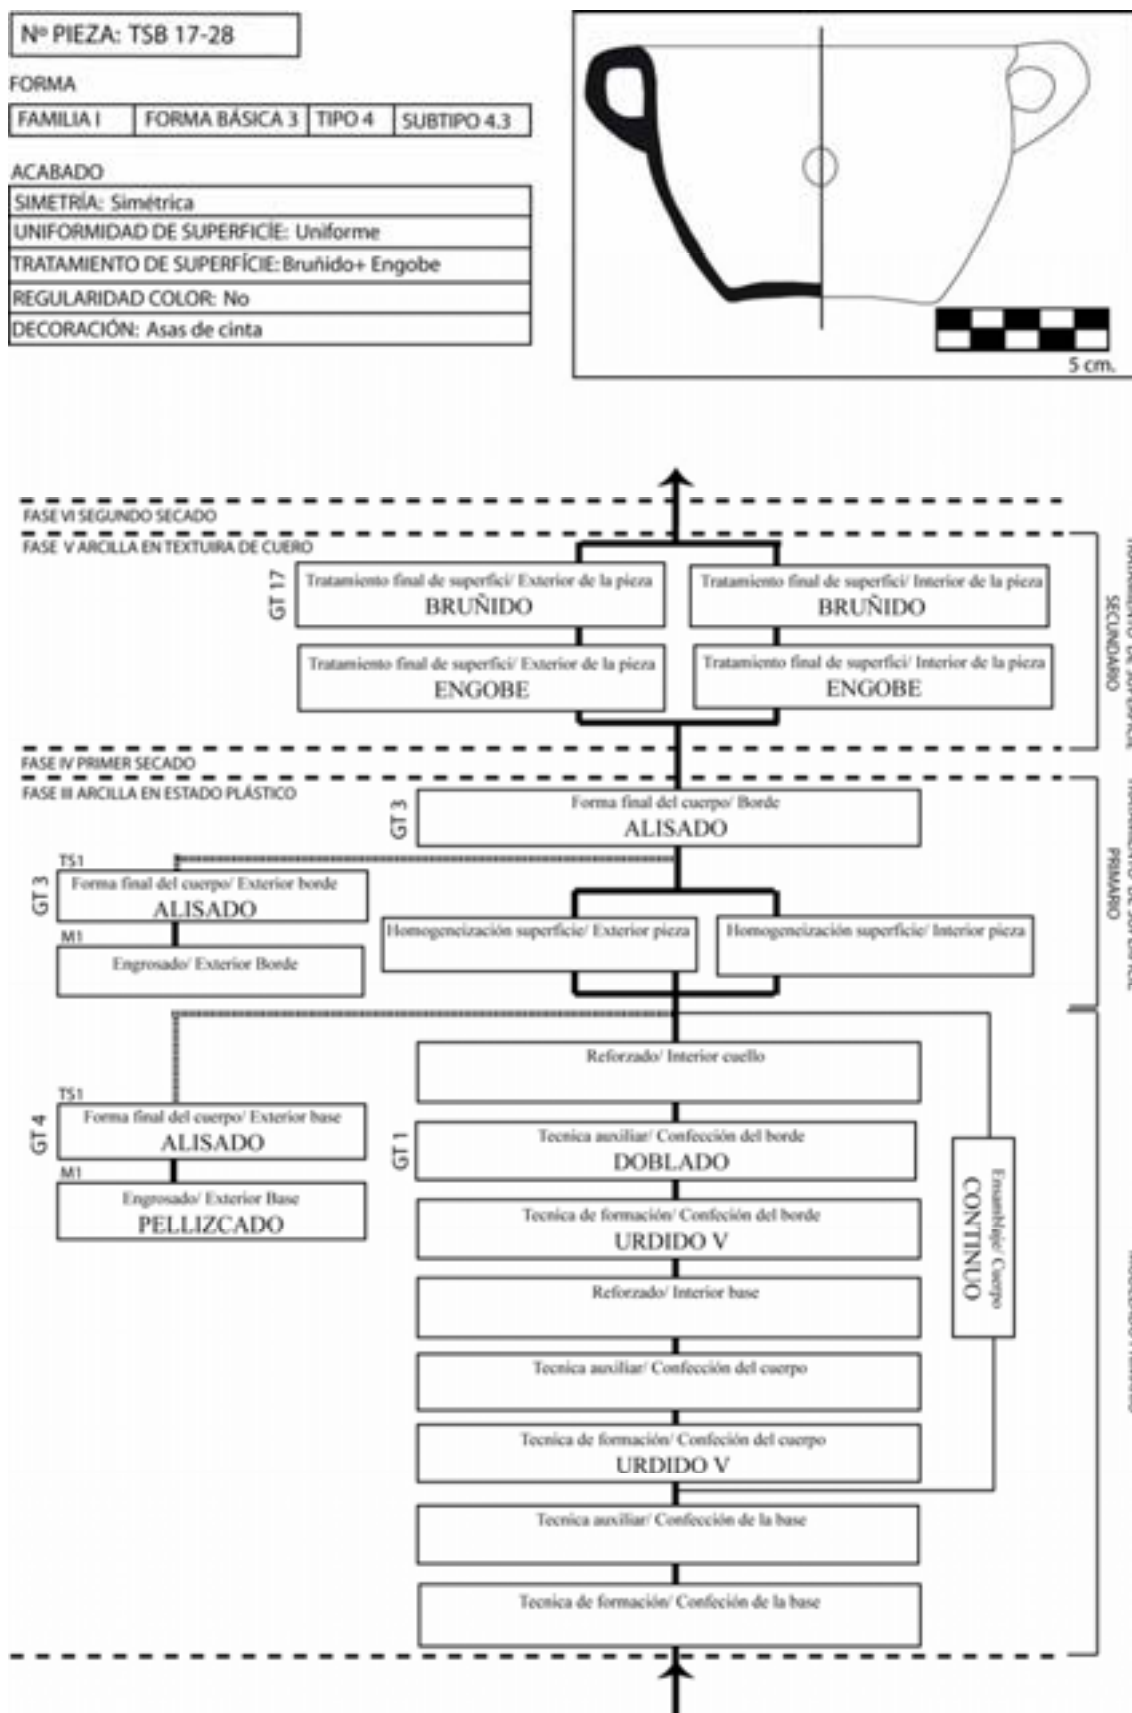 Nº PIEZA: TSB 17-28
FORMA
FAMILIA I FORMA BÁSICA 3 TIPO 4 SUBTIPO 4.3
ACABADO
SIMETRÍA: Simétrica
UNIFORMIDAD DE SUPERFICÍE: Uniforme
TRATAMIENTO DE SUPERFÍCIE: Bruñido+ Engobe
REGULARIDAD COLOR: No
DECORACIÓN: Asas de cinta
5 cm.
FASE VI SEGUNDO SECADO
FASE V ARCILLA EN TEXTUIRA DE CUERO
GT 17
Tratamiento final de superfici/ Exterior de la pieza
BRUÑIDO
Tratamiento final de superfici/ Interior de la pieza
BRUÑIDO
Tratamiento final de superfici/ Exterior de la pieza
ENGOBE
Tratamiento final de superfici/ Interior de la pieza
ENGOBE
SECUNDARIO
FASE IV PRIMER SECADO
FASE III ARCILLA EN ESTADO PLÁSTICO
GT 3
Forma final del cuerpo/ Borde
ALISADO
TS1
GT 3
Forma final del cuerpo/ Exterior borde
ALISADO
M1
Engrosado/ Exterior Borde
Homogeneización superficie/ Exterior pieza
Homogeneización superficie/ Interior pieza
PRIMARIO
Reforzado/ Interior cuello
TS1
GT 4
Forma final del cuerpo/ Exterior base
ALISADO
M1
Engrosado/ Exterior Base
PELLIZCADO
GT 1
Tecnica auxiliar/ Confección del borde
DOBLADO
Tecnica de formación/ Confeción del borde
URDIDO V
Reforzado/ Interior base
Tecnica auxiliar/ Confección del cuerpo
Tecnica de formación/ Confeción del cuerpo
URDIDO V
Ensamblaje/ Cuerpo
CONTINUO
Tecnica auxiliar/ Confección de la base
Tecnica de formación/ Confeción de la base